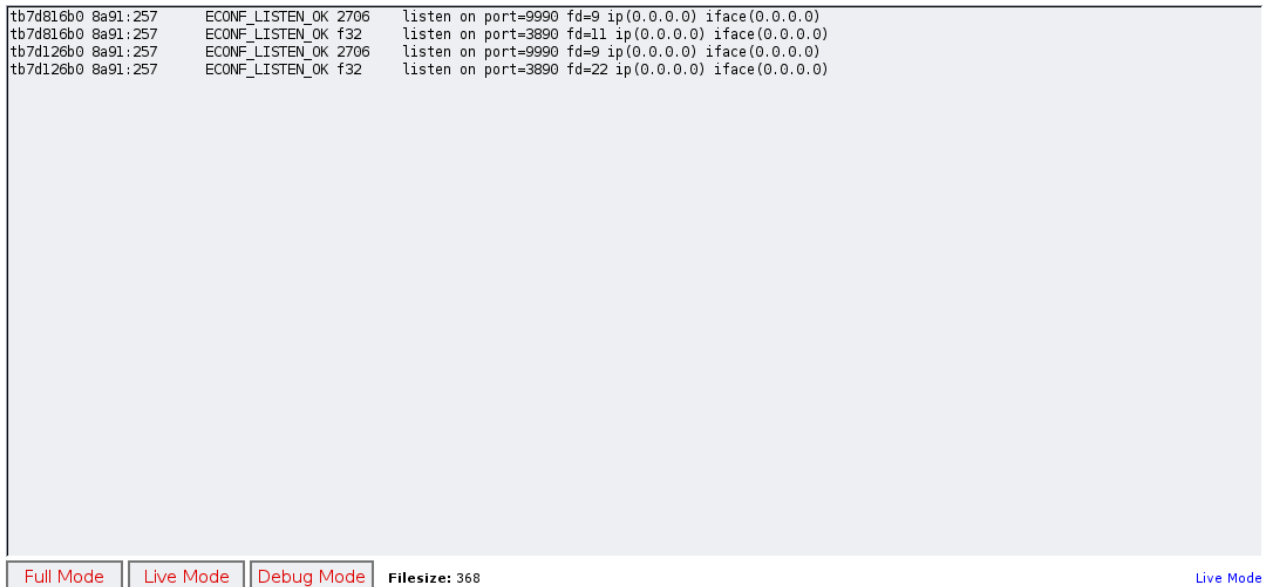 tb7d816b0 8a91:257 ECONF_LISTEN_OK 2706 listen on port=9990 fd=9 ip(0.0.0.0) iface(0.0.0.0)
tb7d816b0 8a91:257 ECONF_LISTEN_OK f32 listen on port=3890 fd=11 ip(0.0.0.0) iface(0.0.0.0)
tb7d126b0 8a91:257 ECONF_LISTEN_OK 2706 listen on port=9990 fd=9 ip(0.0.0.0) iface(0.0.0.0)
tb7d126b0 8a91:257 ECONF_LISTEN_OK f32 listen on port=3890 fd=22 ip(0.0.0.0) iface(0.0.0.0)
Full Mode Live Mode Debug Mode Filesize: 368 Live Mode